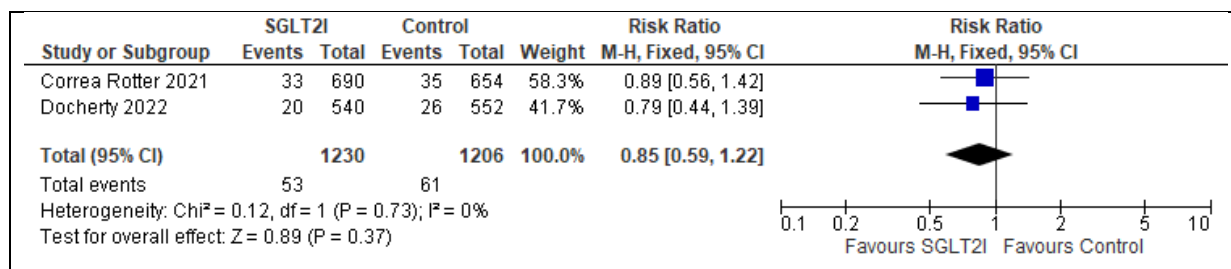 SGLT2I Control Risk Ratio Risk Ratio
Study or Subgroup Events Total Events Total Weight M-H, Fixed, 95% CI M-H, Fixed, 95% CI
Correa Rotter 2021 33 690 35 654 58.3% 0.89 [0.56, 1.42]
Docherty 2022 20 540 26 552 41.7% 0.79 [0.44, 1.39]
Total (95% CI) 1230 1206 100.0% 0.85 [0.59, 1.22]
Total events 53 61
Heterogeneity: Chi² = 0.12, df = 1 (P = 0.73); I² = 0%
Test for overall effect: Z = 0.89 (P = 0.37)
0.1 0.2 0.5 1 2 5 10
Favours SGLT2I Favours Control